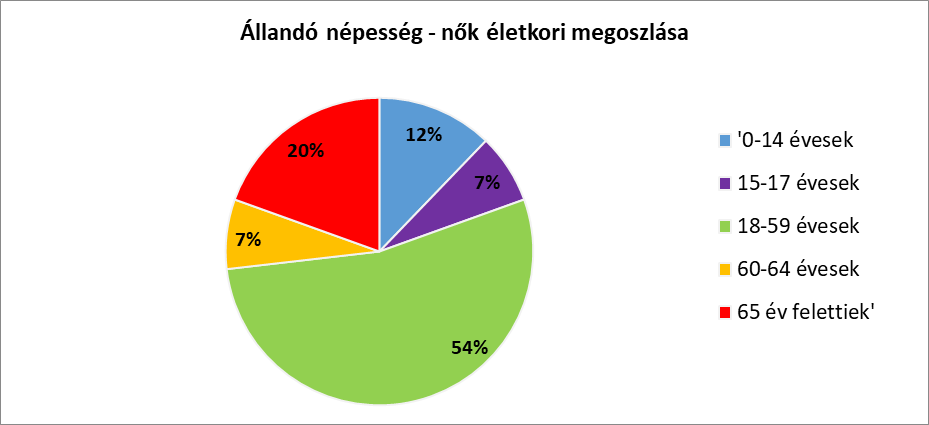 Állandó népesség - nők életkori megoszlása
12%
7%
54%
7%
20%
'0-14 évesek
15-17 évesek
18-59 évesek
60-64 évesek
65 év felettiek'